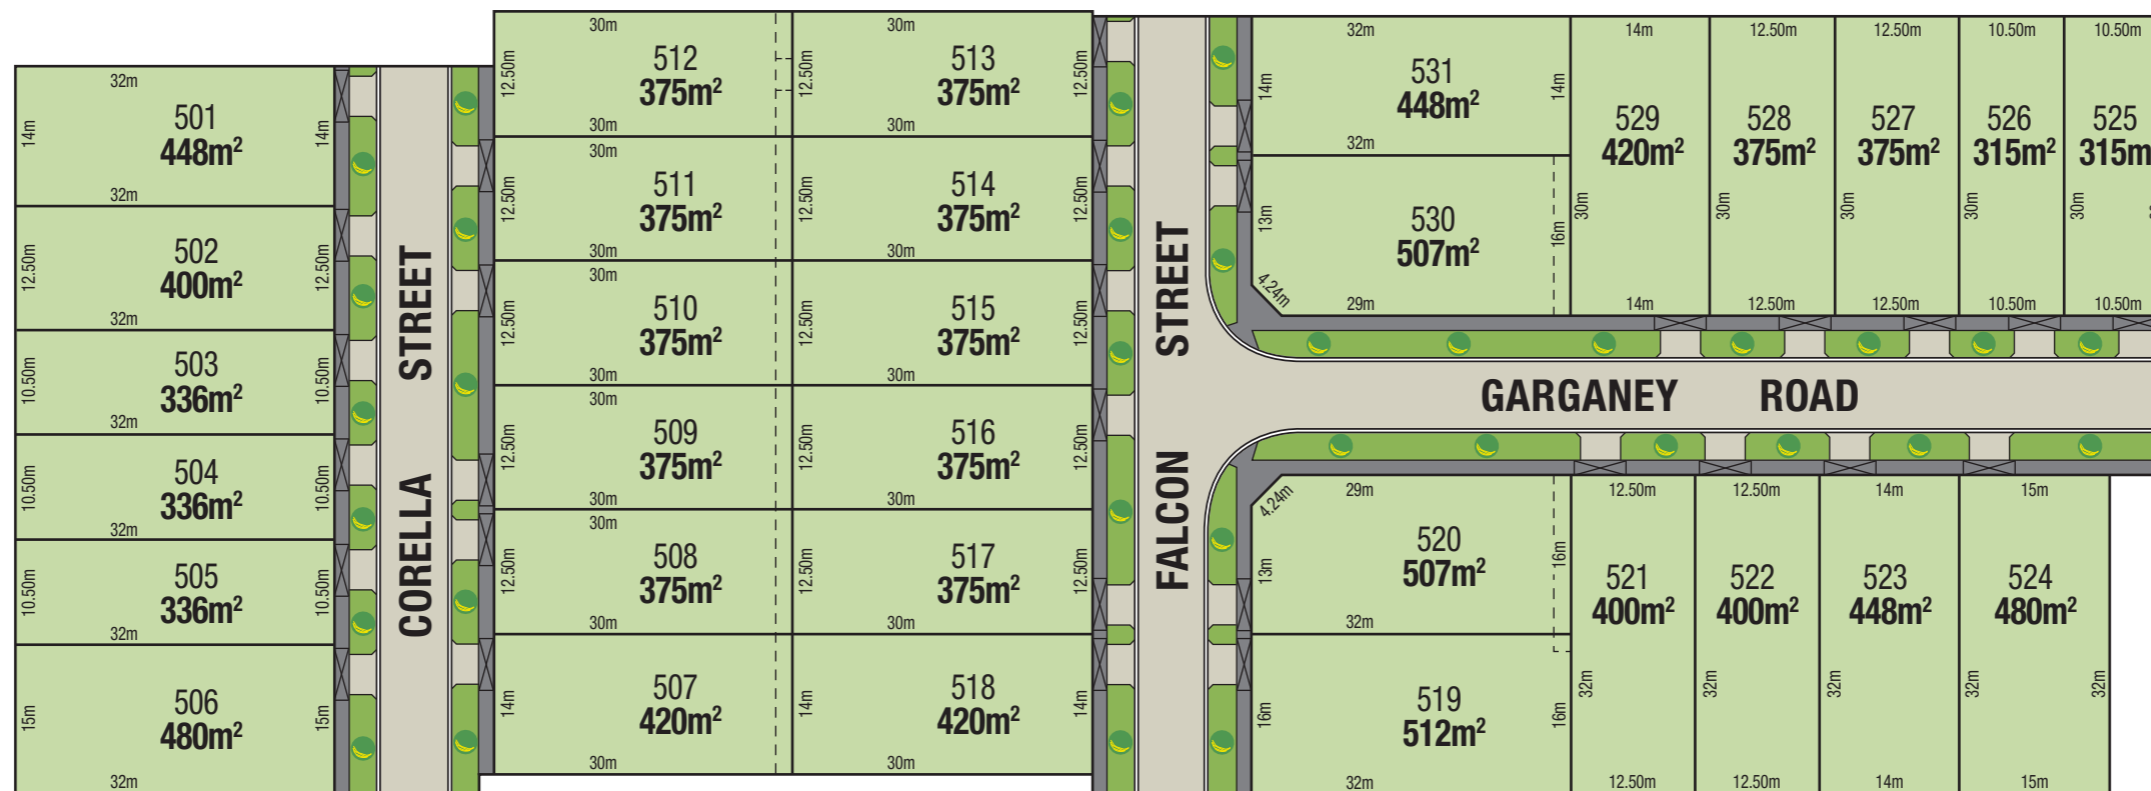 32m
14m
501
448m²
14m
32m
12.50m
502
400m²
12.50m
32m
10.50m
503
336m²
10.50m
32m
10.50m
504
336m²
10.50m
32m
10.50m
505
336m²
10.50m
32m
15m
506
480m²
15m
32m
CORELLA STREET
30m
12.50m
512
375m²
12.50m
30m
30m
12.50m
511
375m²
12.50m
30m
30m
12.50m
510
375m²
12.50m
30m
30m
12.50m
509
375m²
12.50m
30m
30m
12.50m
508
375m²
12.50m
30m
14m
507
420m²
14m
30m
30m
513
375m²
12.50m
30m
514
375m²
12.50m
30m
515
375m²
12.50m
30m
516
375m²
12.50m
30m
517
375m²
12.50m
30m
518
420m²
14m
30m
FALCON STREET
32m
14m
531
448m²
14m
32m
13m
530
507m²
16m
4.24m
29m
14m
529
420m²
30m
14m
12.50m
528
375m²
30m
12.50m
12.50m
527
375m²
30m
12.50m
10.50m
526
315m²
30m
10.50m
10.50m
525
315m
30m
10.50m
GARGANEY ROAD
4.24m
29m
13m
520
507m²
16m
32m
16m
519
512m²
16m
32m
12.50m
521
400m²
32m
12.50m
12.50m
522
400m²
32m
12.50m
14m
523
448m²
32m
14m
15m
524
480m²
32m
32m
15m